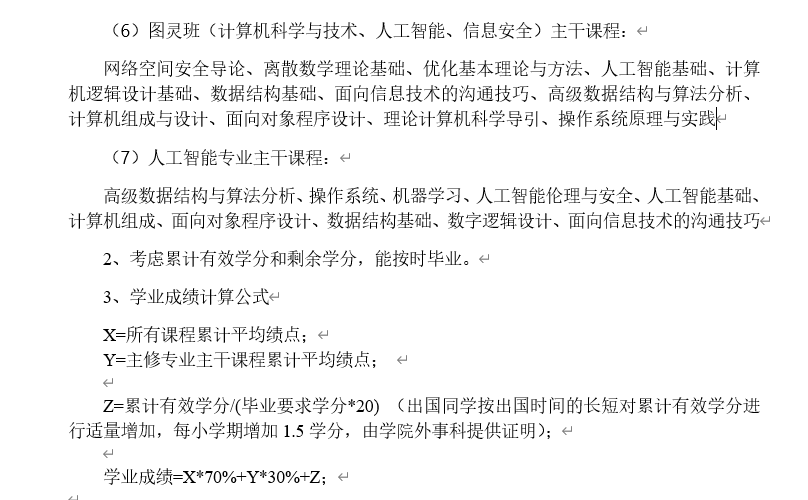 （6）图灵班（计算机科学与技术、人工智能、信息安全）主干课程：
网络空间安全导论、离散数学理论基础、优化基本理论与方法、人工智能基础、计算
机逻辑设计基础、数据结构基础、面向信息技术的沟通技巧、高级数据结构与算法分析、
计算机组成与设计、面向对象程序设计、理论计算机科学导引、操作系统原理与实践
（7）人工智能专业主干课程：
高级数据结构与算法分析、操作系统、机器学习、人工智能伦理与安全、人工智能基础、
计算机组成、面向对象程序设计、数据结构基础、数字逻辑设计、面向信息技术的沟通技巧
2、考虑累计有效学分和剩余学分，能按时毕业。
3、学业成绩计算公式
X=所有课程累计平均绩点；
Y=主修专业主干课程累计平均绩点；
Z=累计有效学分/(毕业要求学分*20) （出国同学按出国时间的长短对累计有效学分进
行适量增加，每小学期增加 1.5 学分，由学院外事科提供证明）；
学业成绩=X*70%+Y*30%+Z；